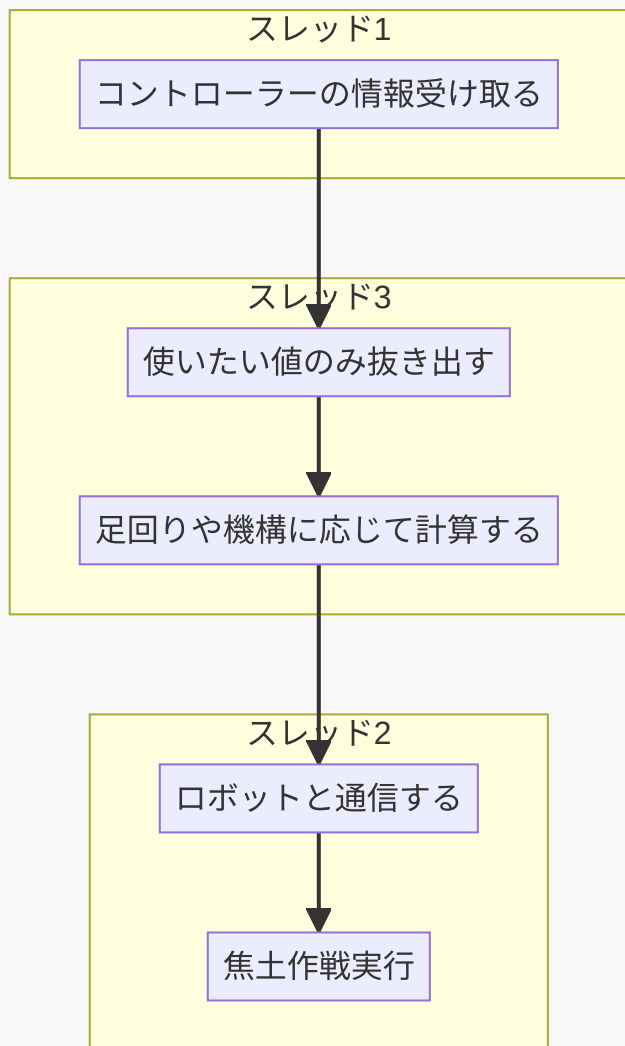 スレッド1
コントローラーの情報受け取る
スレッド3
使いたい値のみ抜き出す
足回りや機構に応じて計算する
スレッド2
ロボットと通信する
焦土作戦実行